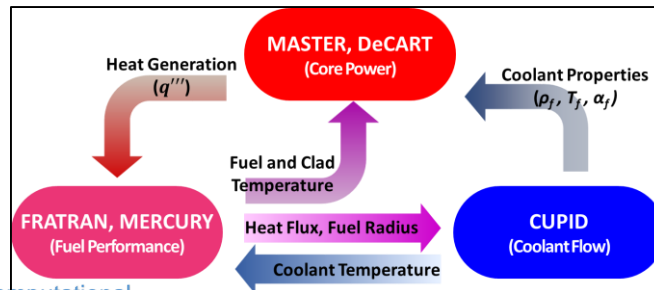 MASTER, DeCART
(Core Power)
Heat Generation
(q''')
Coolant Properties
(ρf, Tf, αf)
Fuel and Clad
Temperature
FRATRAN, MERCURY
(Fuel Performance)
Heat Flux, Fuel Radius
Coolant Temperature
CUPID
(Coolant Flow)